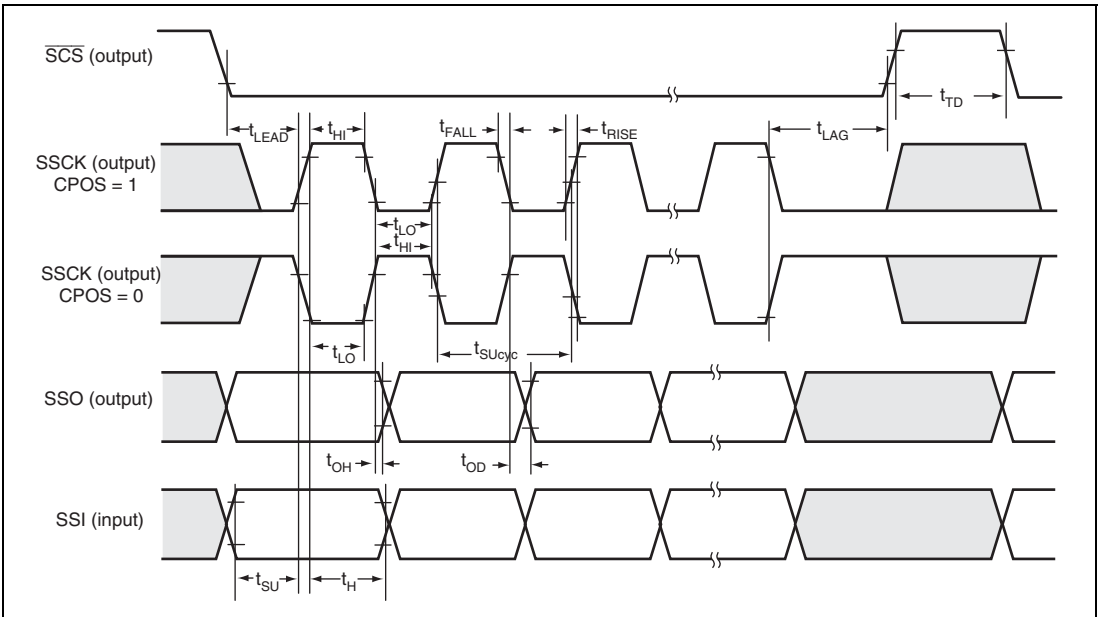 SCS (output)
tTD
tLEAD
tHI
tFALL
tRISE
tLAG
SSCK (output)
CPOS = 1
tLO
tHI
SSCK (output)
CPOS = 0
tLO
tSUcyc
SSO (output)
tOH
tOD
SSI (input)
tSU
tH